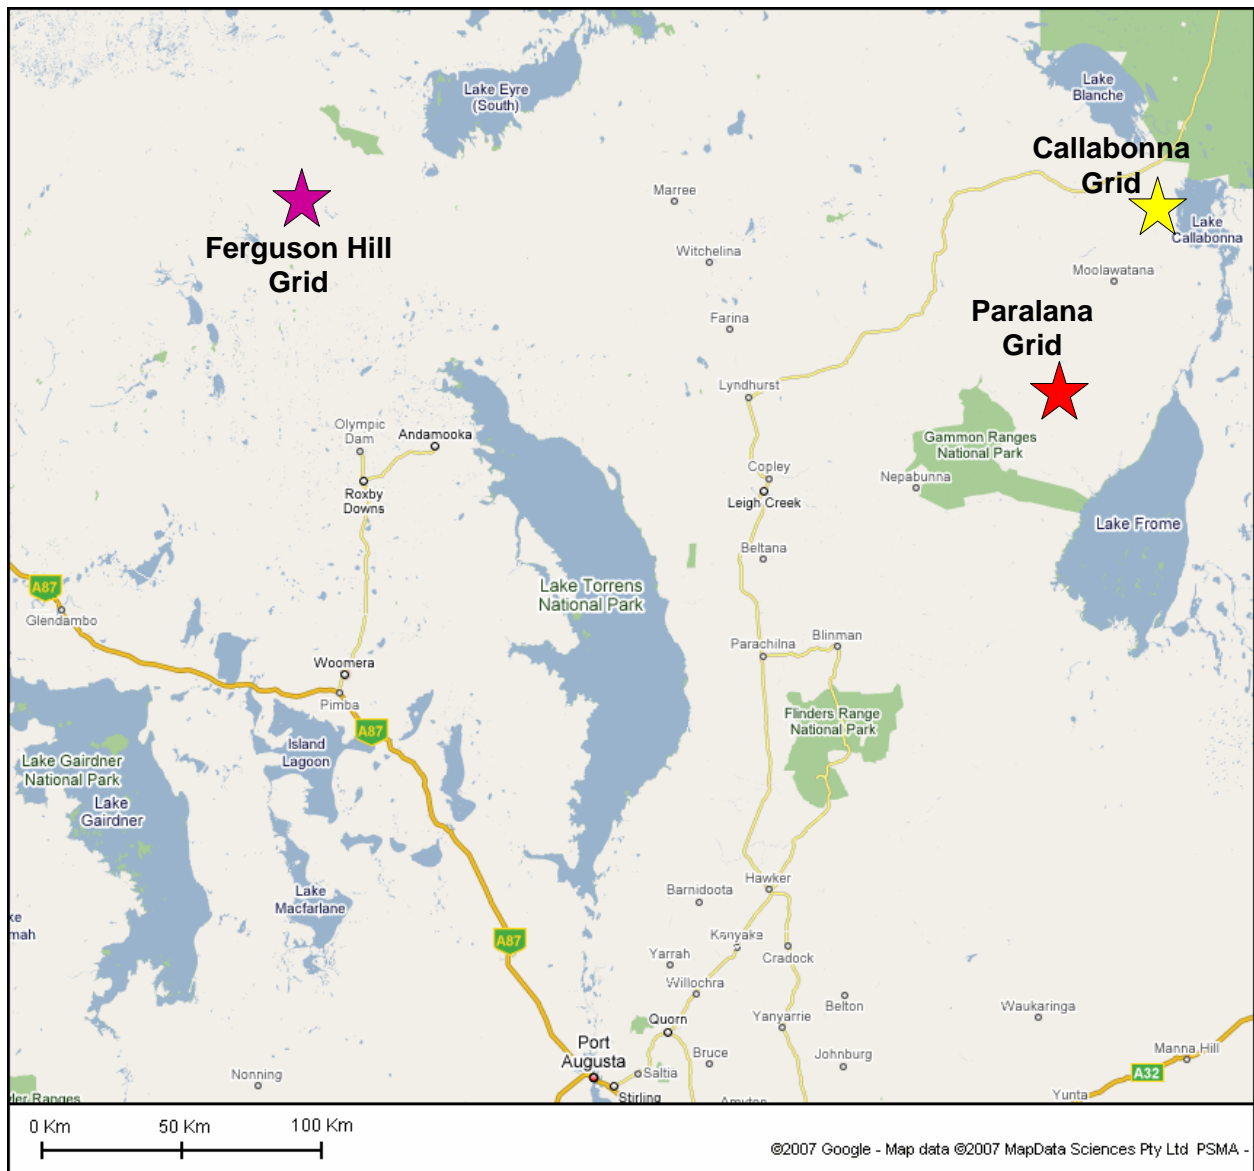 Lake Eyre
(South)
Lake
Blanche
Callabonna
Grid
Marree
Lake
Callabonna
Ferguson Hill
Grid
Witchelina
Moolawatana
Farina
Paralana
Grid
Lyndhurst
Olympic
Dam
Andamooka
Gammon Ranges
National Park
Copley
Nepabunna
Roxby
Downs
Leigh Creek
Lake Frome
Beltana
A87
Glendambo
Lake Torrens
National Park
Parachilna
Blinman
Woomera
Pimba
Flinders Range
National Park
A87
Island
Lagoon
Lake Gairdner
National Park
Lake
Gairdner
Hawker
Barnidoota
Lake
Macfarlane
ke
mah
A87
Kanyaka
Yarrah
Cradock
Willochra
Belton
Waukaringa
Quorn
Yanyarrie
Port
Augusta
Bruce
Johnburg
Manna Hill
Nonning
Saltia
A32
Stirling
Yunta
yler Ranges
0 Km
50 Km
100 Km
©2007 Google - Map data ©2007 MapData Sciences Pty Ltd PSMA -